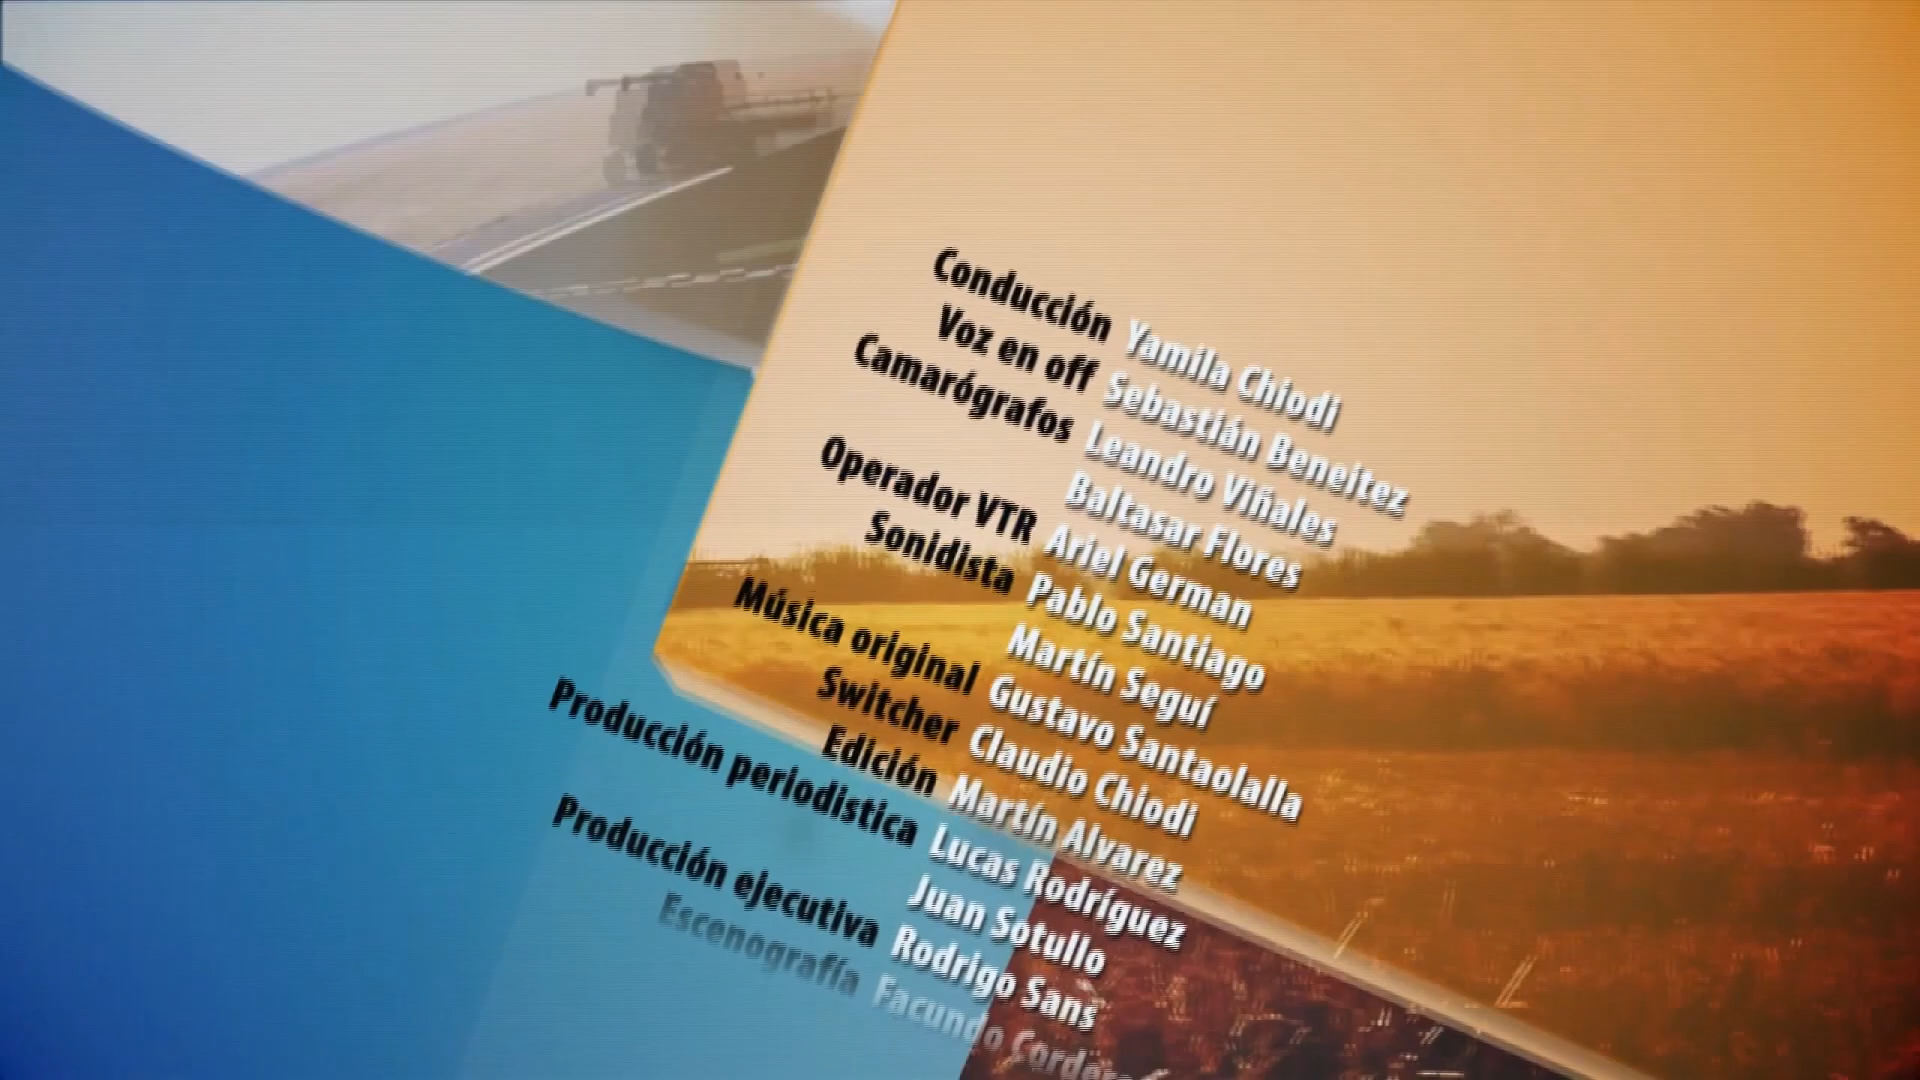 Conducción Yamila Chiodi
Voz en off Sebastián Beneitez
Camarógrafos Leandro Viñales
Baltasar Flores
Operador VTR Ariel German
Sonidista Pablo Santiago
Martín Seguí
Música original Gustavo Santaolalla
Switcher Claudio Chiodi
Edición Martín Alvarez
Producción periodistica Lucas Rodríguez
Juan Sotullo
Producción ejecutiva Rodrigo Sans
Escenografía Facundo